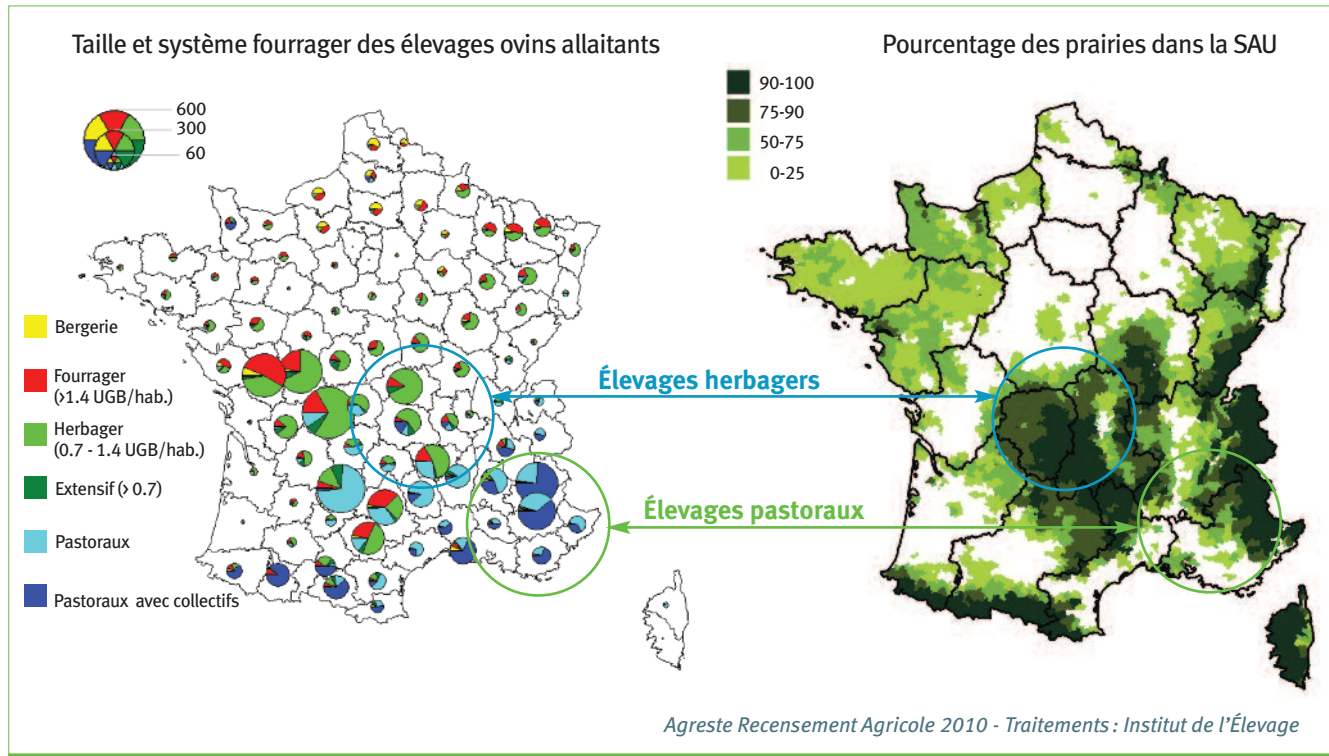 Taille et système fourrager des élevages ovins allaitants
600
300
60
Bergerie
Fourrager
(>1.4 UGB/hab.)
Herbager
(0.7 - 1.4 UGB/hab.)
Extensif (> 0.7)
Pastoraux
Pastoraux avec collectifs
Élevages herbagers
Élevages pastoraux
Pourcentage des prairies dans la SAU
90-100
75-90
50-75
0-25
Agreste Recensement Agricole 2010 - Traitements : Institut de l'Élevage